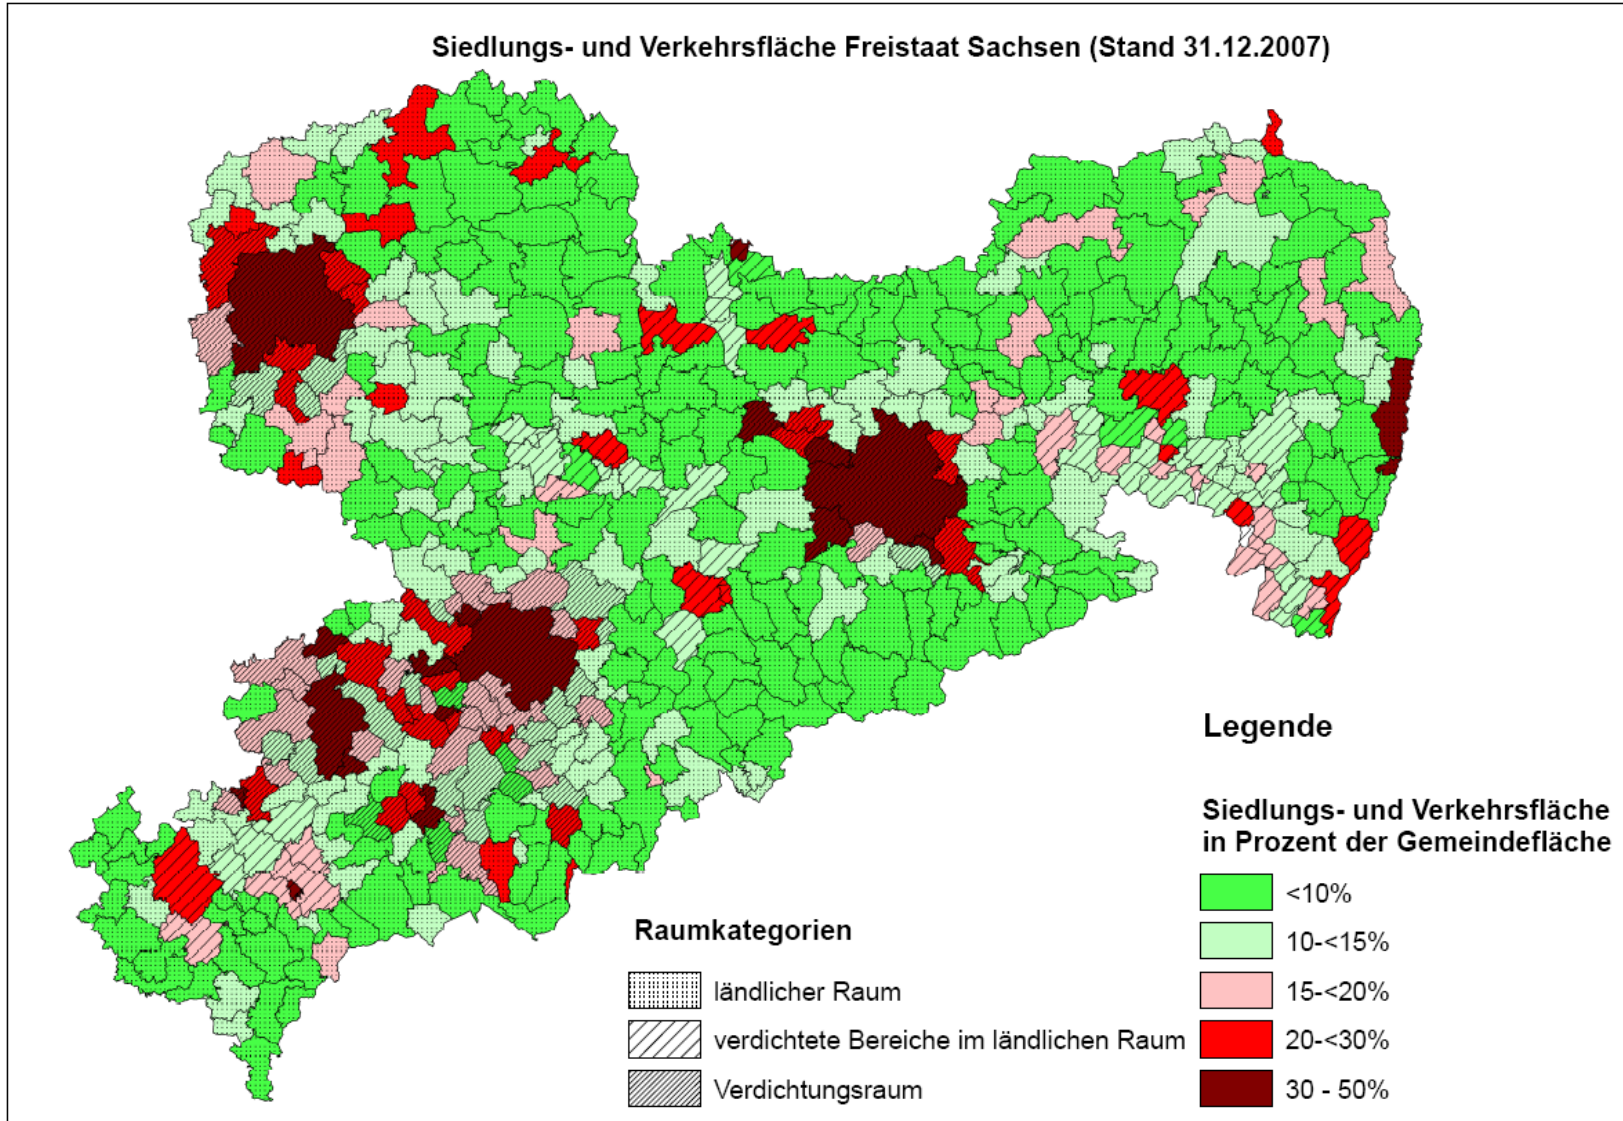 Siedlungs- und Verkehrsfläche Freistaat Sachsen (Stand 31.12.2007)
Legende
Siedlungs- und Verkehrsfläche
in Prozent der Gemeindefläche
<10%
10-<15%
15-<20%
20-<30%
30 - 50%
Raumkategorien
ländlicher Raum
verdichtete Bereiche im ländlichen Raum
Verdichtungsraum